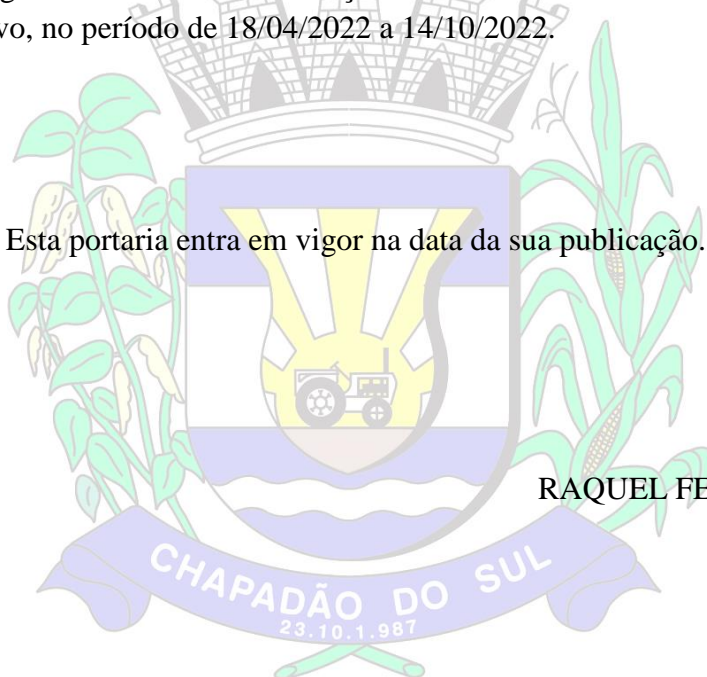 vo, no período de 18/04/2022 a 14/10/2022.
Esta portaria entra em vigor na data da sua publicação.
RAQUEL FE
CHAPADÃO DO SUL
23.10.1.987